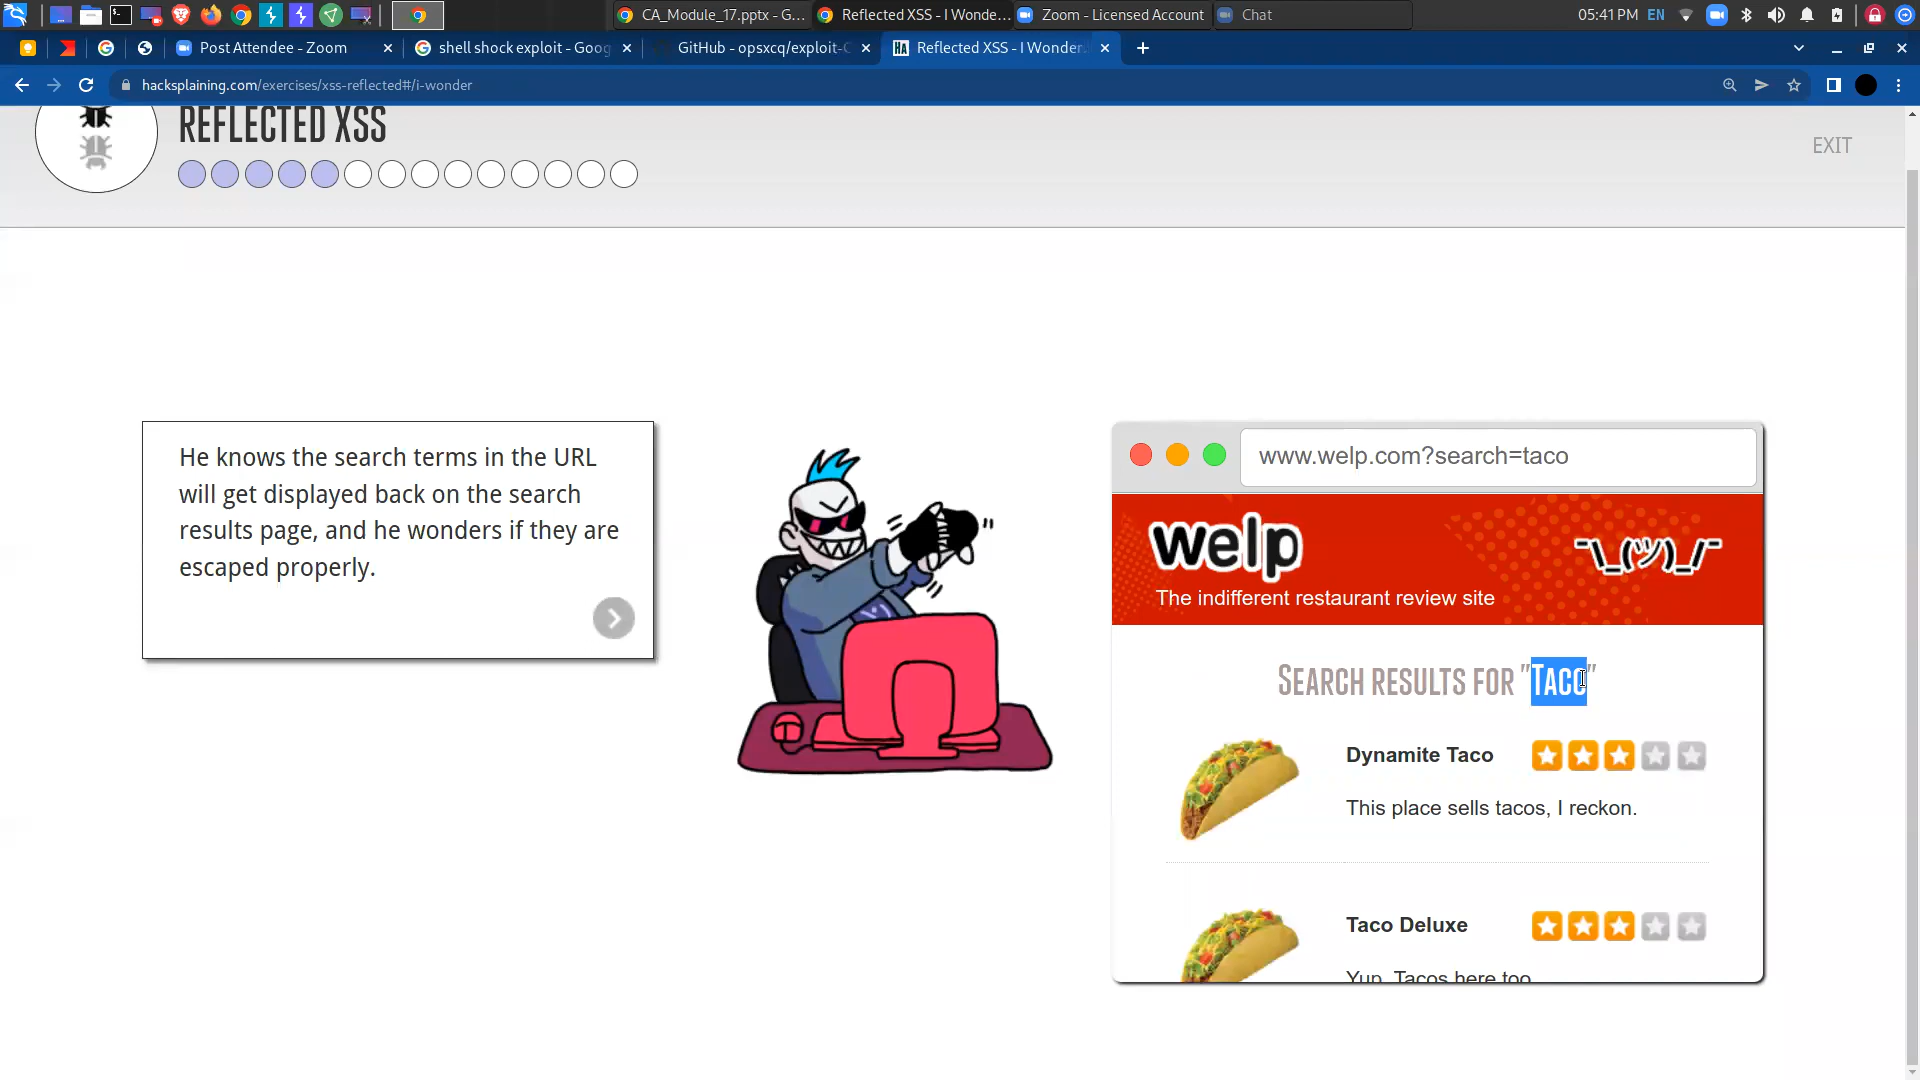 CA_Module_17.pptx - G...
Reflected XSS - I Wonde...
Zoom - Licensed Account
Chat
05:41 PM EN
Post Attendee - Zoom
shell shock exploit - Goog
GitHub - opsxcq/exploit-C
HA
Reflected XSS - I Wonder.
hacksplaining.com/exercises/xss-reflected#/i-wonder
REFLECTED XSS
EXIT
He knows the search terms in the URL
will get displayed back on the search
results page, and he wonders if they are
escaped properly.
www.welp.com?search=taco
welp
¯\_(ツ)_/¯
The indifferent restaurant review site
SEARCH RESULTS FOR "TACO"
Dynamite Taco
This place sells tacos, I reckon.
Taco Deluxe
Yup. Tacos here too.